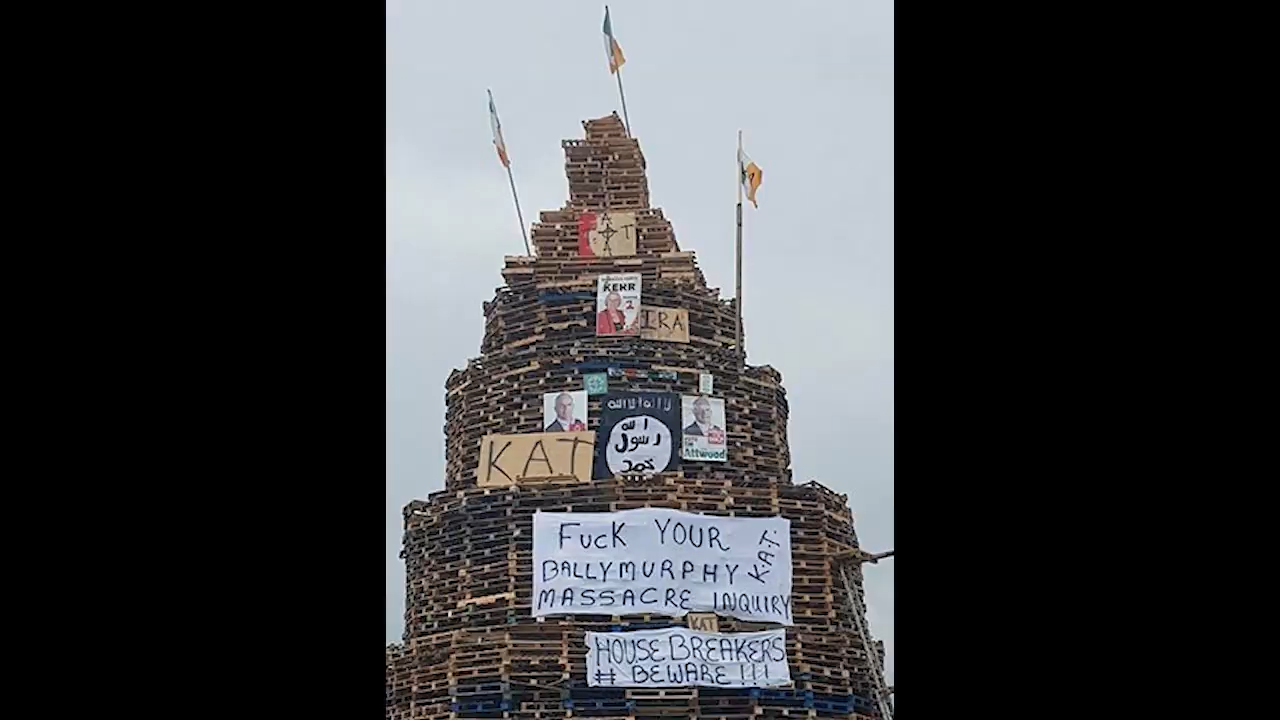 KAT
KERR
1
IRA
لا اله الا الله
الله
رسول
محمد
Attwood
KAT
FUCK YOUR
BALLYMURPHY K.A.T.
MASSACRE INQUIRY
KAT
HOUSE BREAKERS
# BEWARE!!!